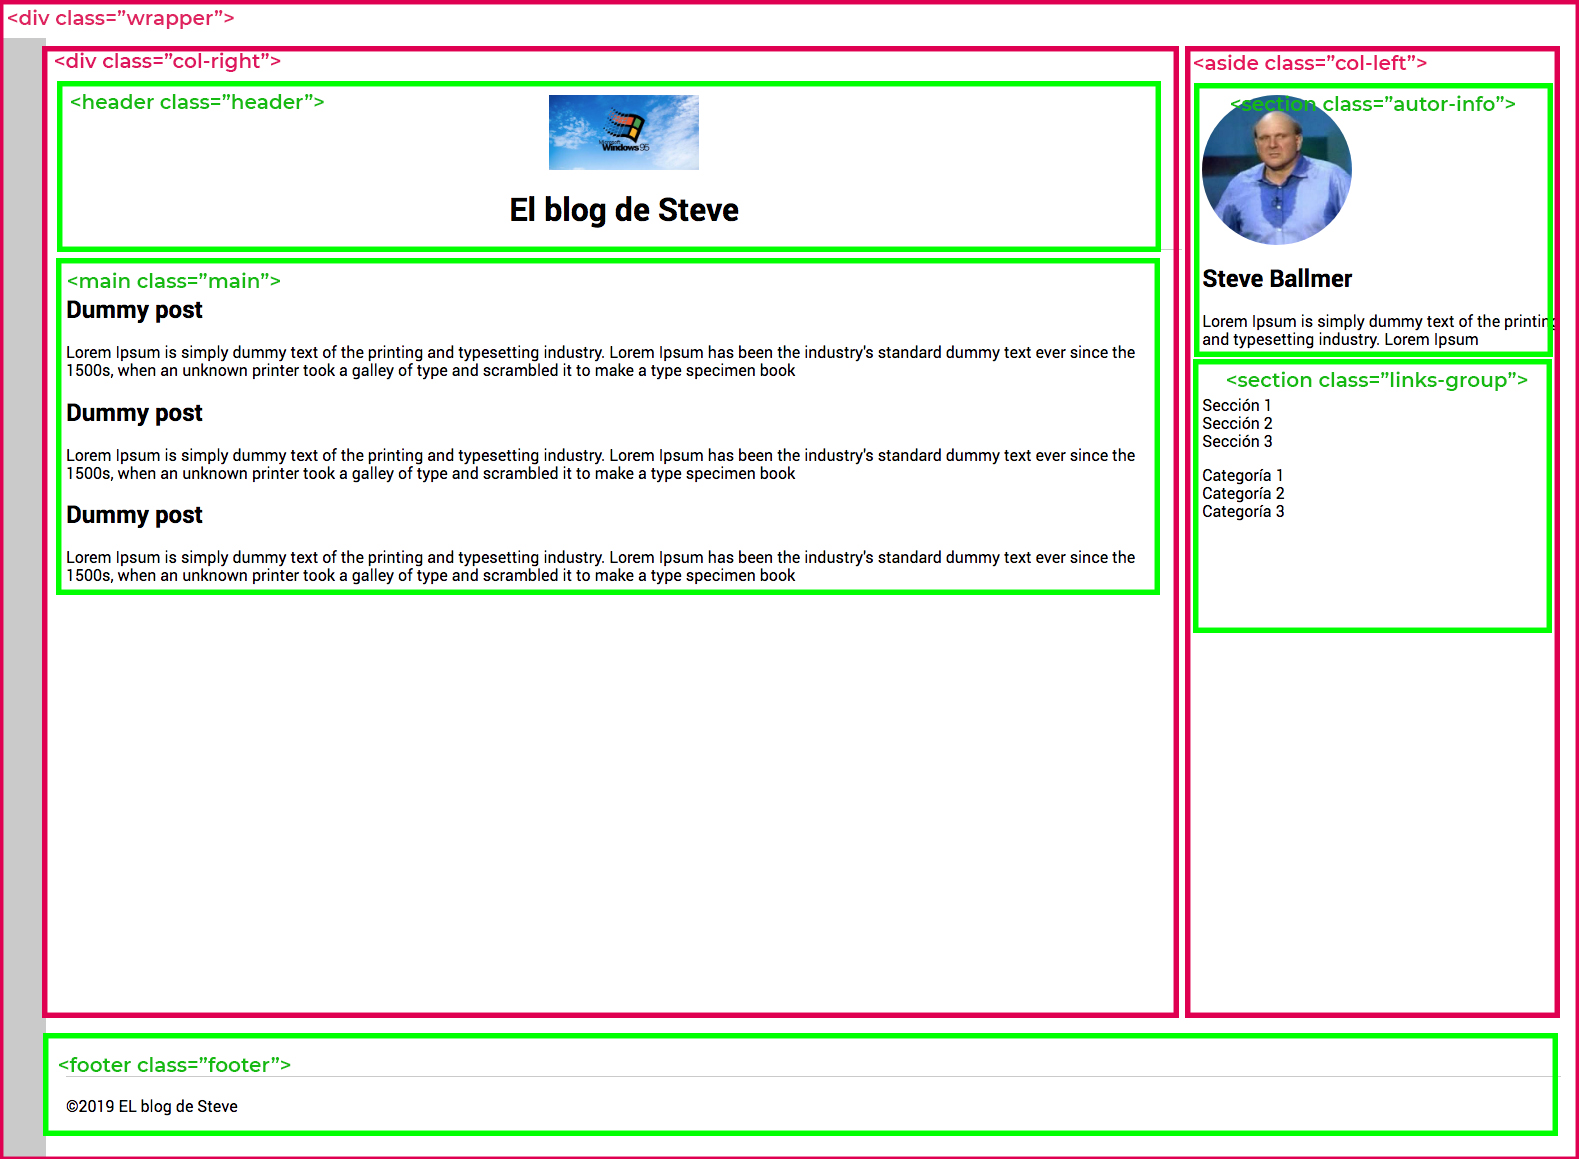 <div class=”wrapper”>
<div class=”col-right”>
<header class=”header”>
Microsoft
Windows95
El blog de Steve
<main class=”main”>
Dummy post
Lorem Ipsum is simply dummy text of the printing and typesetting industry. Lorem Ipsum has been the industry's standard dummy text ever since the
1500s, when an unknown printer took a galley of type and scrambled it to make a type specimen book
Dummy post
Lorem Ipsum is simply dummy text of the printing and typesetting industry. Lorem Ipsum has been the industry's standard dummy text ever since the
1500s, when an unknown printer took a galley of type and scrambled it to make a type specimen book
Dummy post
Lorem Ipsum is simply dummy text of the printing and typesetting industry. Lorem Ipsum has been the industry's standard dummy text ever since the
1500s, when an unknown printer took a galley of type and scrambled it to make a type specimen book
<aside class=”col-left”>
<section class=”autor-info”>
Steve Ballmer
Lorem Ipsum is simply dummy text of the printing
and typesetting industry. Lorem Ipsum
<section class=”links-group”>
Sección 1
Sección 2
Sección 3
Categoría 1
Categoría 2
Categoría 3
<footer class=”footer”>
©2019 EL blog de Steve